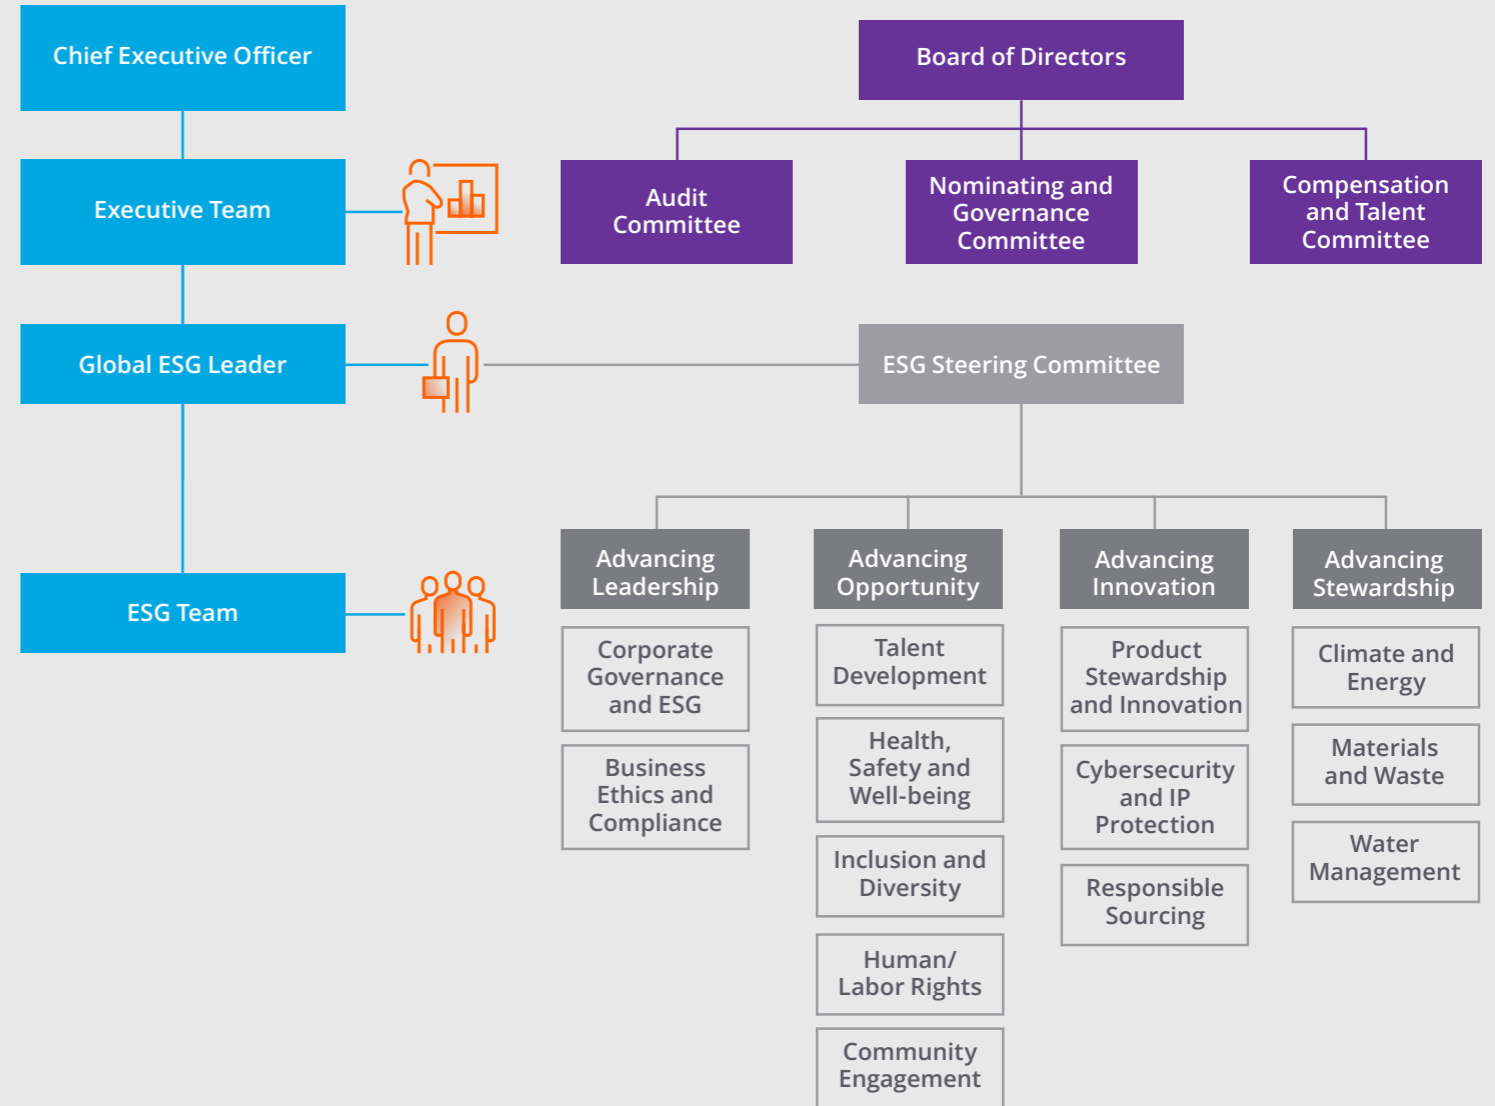 Chief Executive Officer
Executive Team
Global ESG Leader
ESG Team
Board of Directors
Audit
Committee
Nominating and
Governance
Committee
Compensation
and Talent
Committee
ESG Steering Committee
Advancing
Leadership
Corporate
Governance
and ESG
Business
Ethics and
Compliance
Advancing
Opportunity
Talent
Development
Health,
Safety and
Well-being
Inclusion and
Diversity
Human/
Labor Rights
Community
Engagement
Advancing
Innovation
Product
Stewardship
and Innovation
Cybersecurity
and IP
Protection
Responsible
Sourcing
Advancing
Stewardship
Climate and
Energy
Materials
and Waste
Water
Management